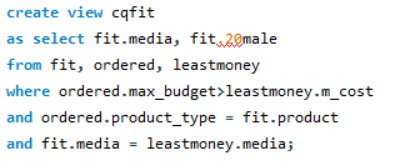 create view cqfit
as select fit.media, fit.20male
from fit, ordered, leastmoney
where ordered.max_budget>leastmoney.m_cost
and ordered.product_type = fit.product
and fit.media = leastmoney.media;